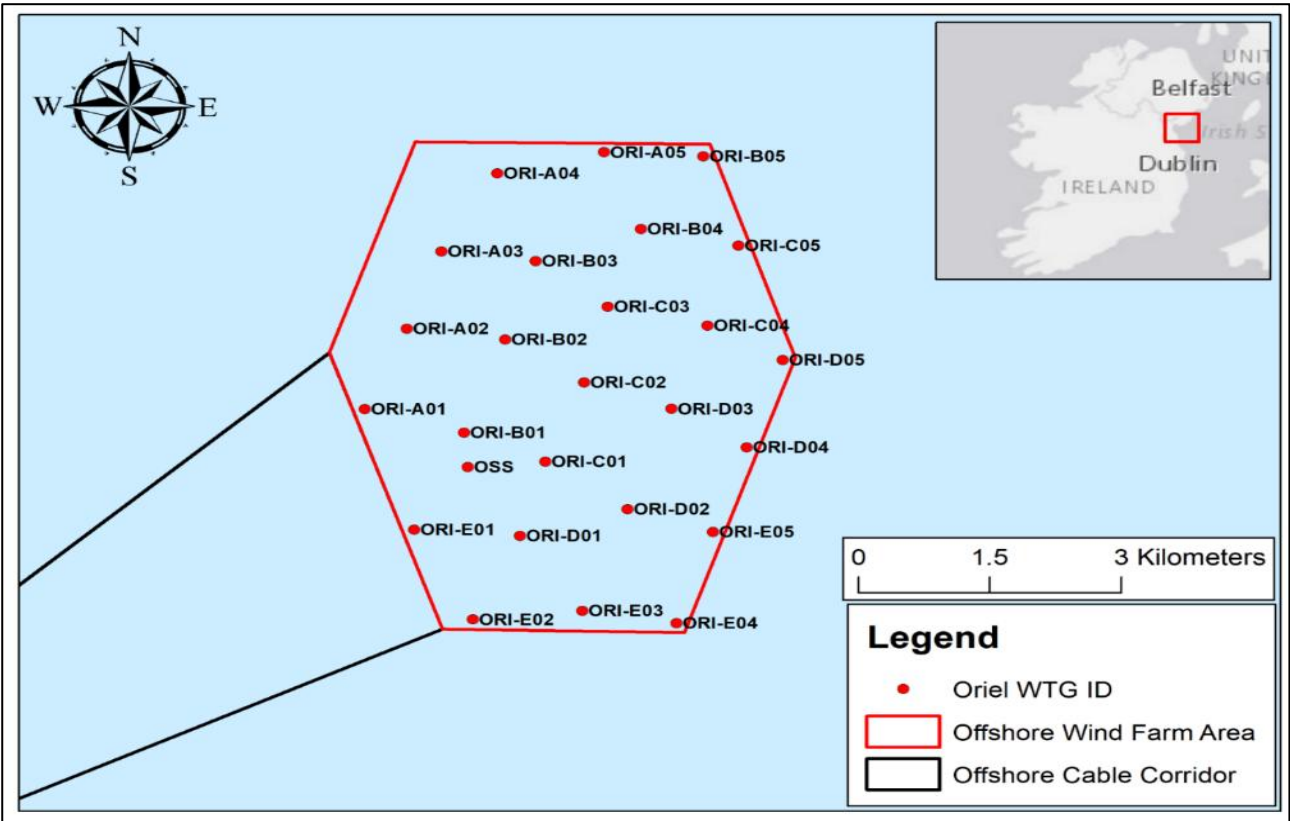 N
W E
S
UNIT
KING
Belfast
Irish S
Dublin
IRELAND
ORI-A05
ORI-B05
ORI-A04
ORI-B04
ORI-C05
ORI-A03
ORI-B03
ORI-C03
ORI-C04
ORI-A02
ORI-B02
ORI-D05
ORI-C02
ORI-A01
ORI-D03
ORI-B01
ORI-D04
ORI-C01
OSS
ORI-D02
ORI-E01
ORI-D01
ORI-E05
ORI-E03
ORI-E02
ORI-E04
0 1.5 3 Kilometers
Legend
Oriel WTG ID
Offshore Wind Farm Area
Offshore Cable Corridor